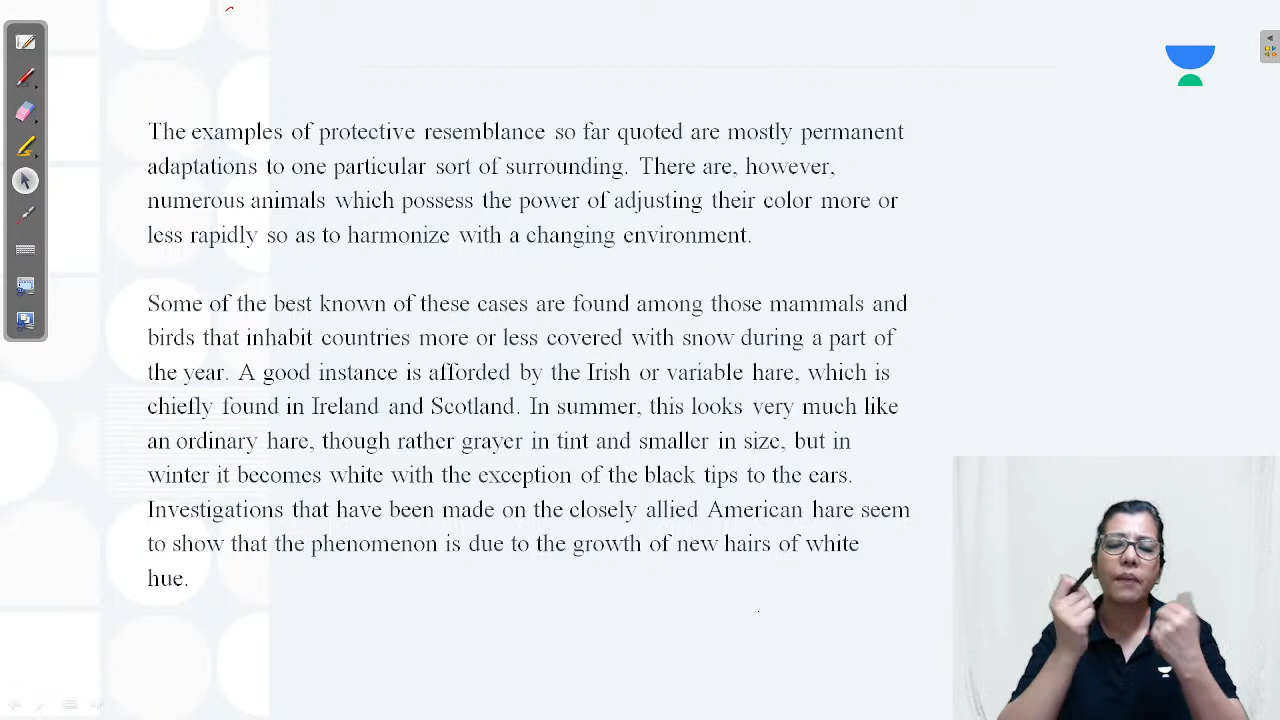 The examples of protective resemblance so far quoted are mostly permanent
adaptations to one particular sort of surrounding. There are, however,
numerous animals which possess the power of adjusting their color more or
less rapidly so as to harmonize with a changing environment.
Some of the best known of these cases are found among those mammals and
birds that inhabit countries more or less covered with snow during a part of
the year. A good instance is afforded by the Irish or variable hare, which is
chiefly found in Ireland and Scotland. In summer, this looks very much like
an ordinary hare, though rather grayer in tint and smaller in size, but in
winter it becomes white with the exception of the black tips to the ears.
Investigations that have been made on the closely allied American hare seem
to show that the phenomenon is due to the growth of new hairs of white
hue.